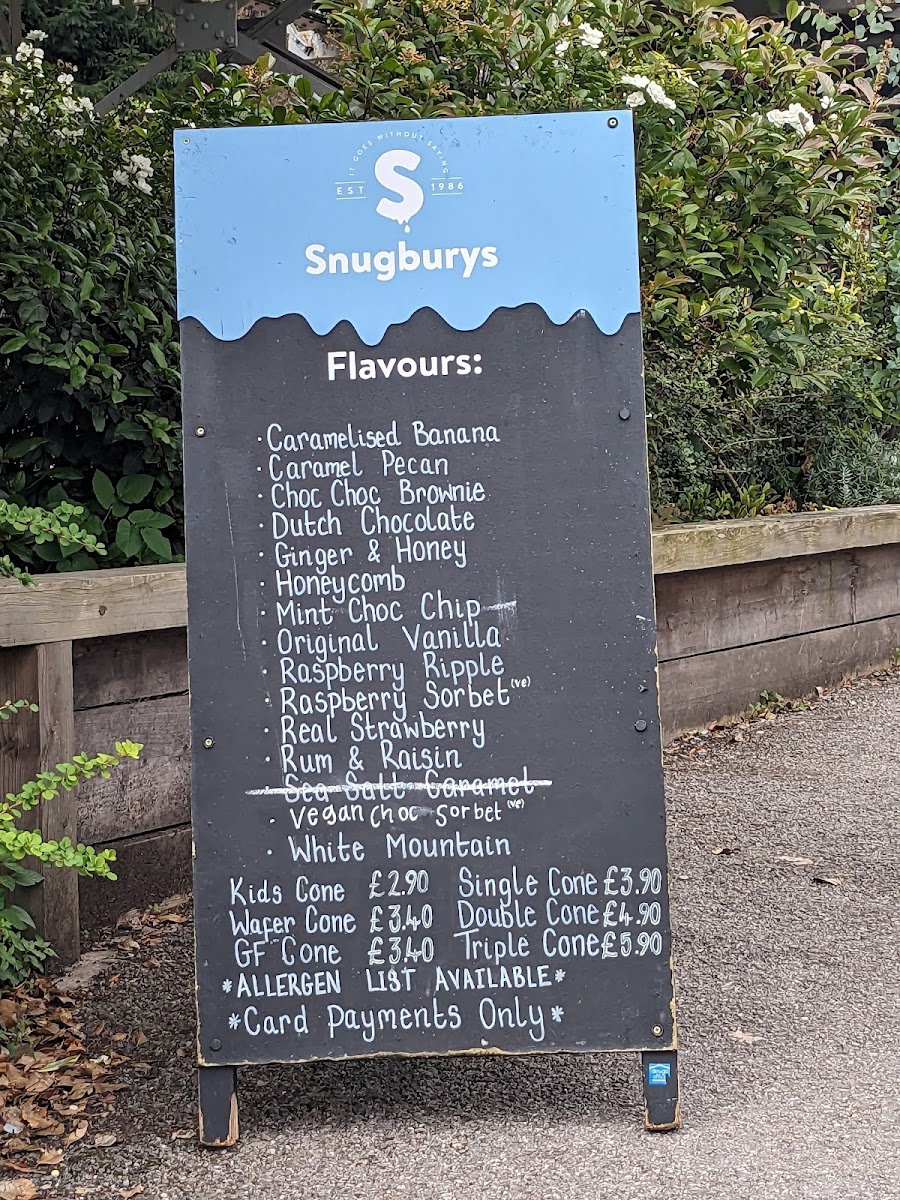 IT GOES WITHOUT SAYING
EST S 1986
Snugburys
Flavours:
· Caramelised Banana
· Caramel Pecan
· Choc Choc Brownie
· Dutch Chocolate
· Ginger & Honey
· Honeycomb
· Mint Choc Chip
· Original Vanilla
· Raspberry Ripple
· Raspberry Sorbet (ve)
· Real Strawberry
· Rum & Raisin
· Sea Salt Caramel
· Vegan choc sorbet (ve)
· White Mountain
Kids Cone £2.90 Single Cone £3.90
Wafer Cone £3.40 Double Cone £4.90
GF Cone £3.40 Triple Cone £5.90
*ALLERGEN LIST AVAILABLE*
*Card Payments Only*